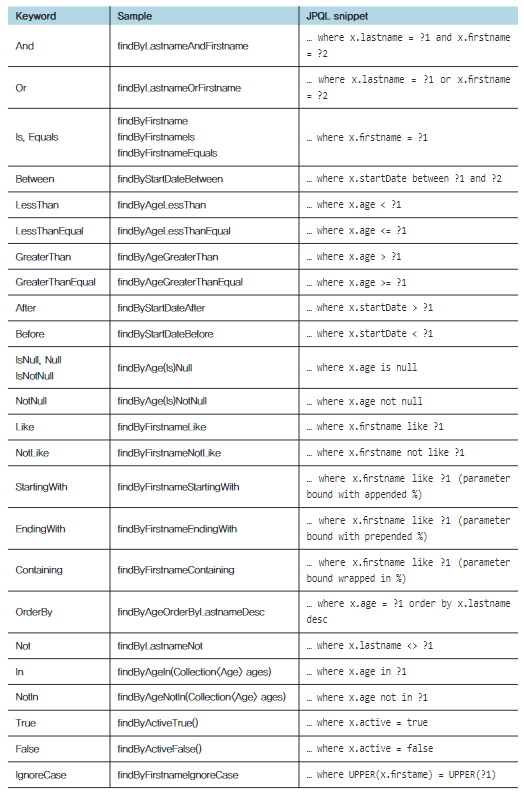 Keyword Sample JPQL snippet
And findByLastnameAndFirstname … where x.lastname = ?1 and x.firstname
= ?2
Or findByLastnameOrFirstname … where x.lastname = ?1 or x.firstname
= ?2
Is, Equals findByFirstname
findByFirstnameIs
findByFirstnameEquals … where x.firstname = ?1
Between findByStartDateBetween … where x.startDate between ?1 and ?2
LessThan findByAgeLessThan … where x.age < ?1
LessThanEqual findByAgeLessThanEqual … where x.age <= ?1
GreaterThan findByAgeGreaterThan … where x.age > ?1
GreaterThanEqual findByAgeGreaterThanEqual … where x.age >= ?1
After findByStartDateAfter … where x.startDate > ?1
Before findByStartDateBefore … where x.startDate < ?1
IsNull, Null
IsNotNull findByAge(Is)Null … where x.age is null
NotNull findByAge(Is)NotNull … where x.age not null
Like findByFirstnameLike … where x.firstname like ?1
NotLike findByFirstnameNotLike … where x.firstname not like ?1
StartingWith findByFirstnameStartingWith … where x.firstname like ?1 (parameter
bound with appended %)
EndingWith findByFirstnameEndingWith … where x.firstname like ?1 (parameter
bound with prepended %)
Containing findByFirstnameContaining … where x.firstname like ?1 (parameter
bound wrapped in %)
OrderBy findByAgeOrderByLastnameDesc … where x.age = ?1 order by x.lastname
desc
Not findByLastnameNot … where x.lastname <> ?1
In findByAgeIn(Collection〈Age〉 ages) … where x.age in ?1
NotIn findByAgeNotIn(Collection〈Age〉 ages) … where x.age not in ?1
True findByActiveTrue() … where x.active = true
False findByActiveFalse() … where x.active = false
IgnoreCase findByFirstnameIgnoreCase … where UPPER(x.firstame) = UPPER(?1)